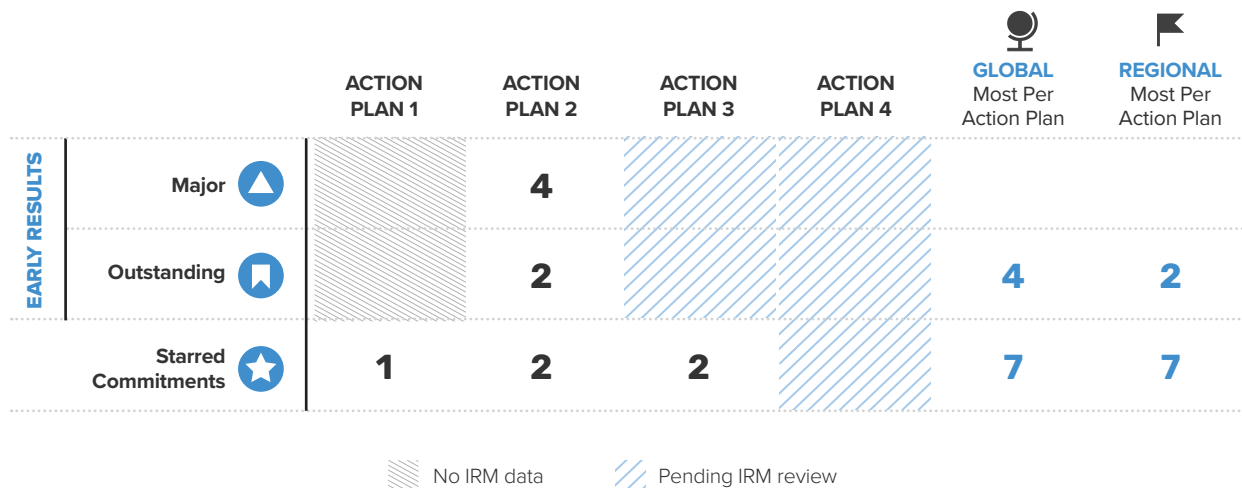 ACTION
PLAN 1
ACTION
PLAN 2
ACTION
PLAN 3
ACTION
PLAN 4
GLOBAL
Most Per
Action Plan
REGIONAL
Most Per
Action Plan
EARLY RESULTS
Major
4
Outstanding
2
4
2
Starred
Commitments
1
2
2
7
7
No IRM data
Pending IRM review